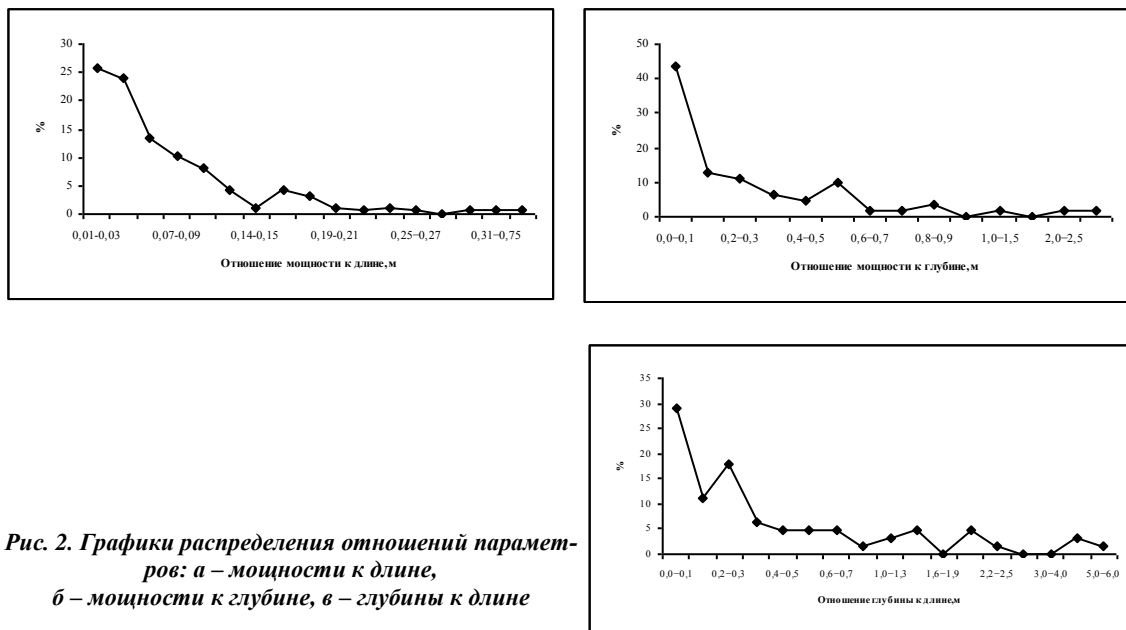 30
25
20
15
10
5
0
%
0,01-0,03 0,07-0,09 0,14-0,15 0,19-0,21 0,25-0,27 0,31-0,75
Отношение мощности к длине,м
50
40
30
20
10
0
%
0,0-0,1 0,2-0,3 0,4-0,5 0,6-0,7 0,8-0,9 1,0-1,5 2,0-2,5
Отношение мощности к глубине,м
35
30
25
20
15
10
5
0
%
0,0-0,1 0,2-0,3 0,4-0,5 0,6-0,7 1,0-1,3 1,6-1,9 2,2-2,5 3,0-4,0 5,0-6,0
Отношение глубины к длине,м
Рис. 2. Графики распределения отношений парамет-
ров: а – мощности к длине,
б – мощности к глубине, в – глубины к длине